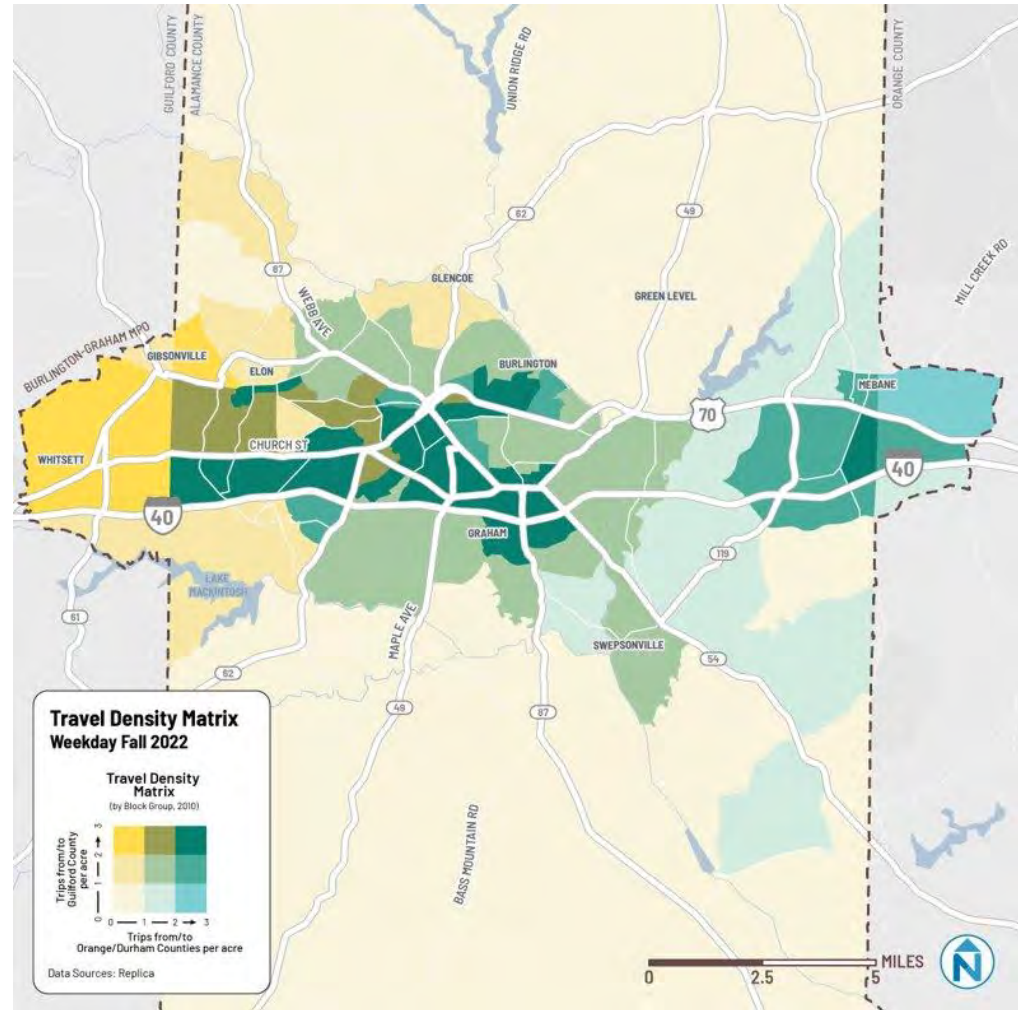 GUILFORD COUNTY
ALAMANCE COUNTY
UNION RIDGE RD
ORANGE COUNTY
62
49
MILL CREEK RD
87
GLENCOE
GREEN LEVEL
WEBB AVE
BURLINGTON-GRAHAM MPO
GIBSONVILLE
ELON
BURLINGTON
MEBANE
70
CHURCH ST
WHITSETT
40
40
GRAHAM
119
LAKE
MACKINTOSH
61
MAPLE AVE
SWEPSONVILLE
62
54
49
87
BASS MOUNTAIN RD
Travel Density Matrix
Weekday Fall 2022
Travel Density
Matrix
(by Block Group, 2010)
Trips from/to
Guilford County
per acre
0 1 2 3
0 1 2 3
Trips from/to
Orange/Durham Counties per acre
Data Sources: Replica
MILES
0 2.5 5
N